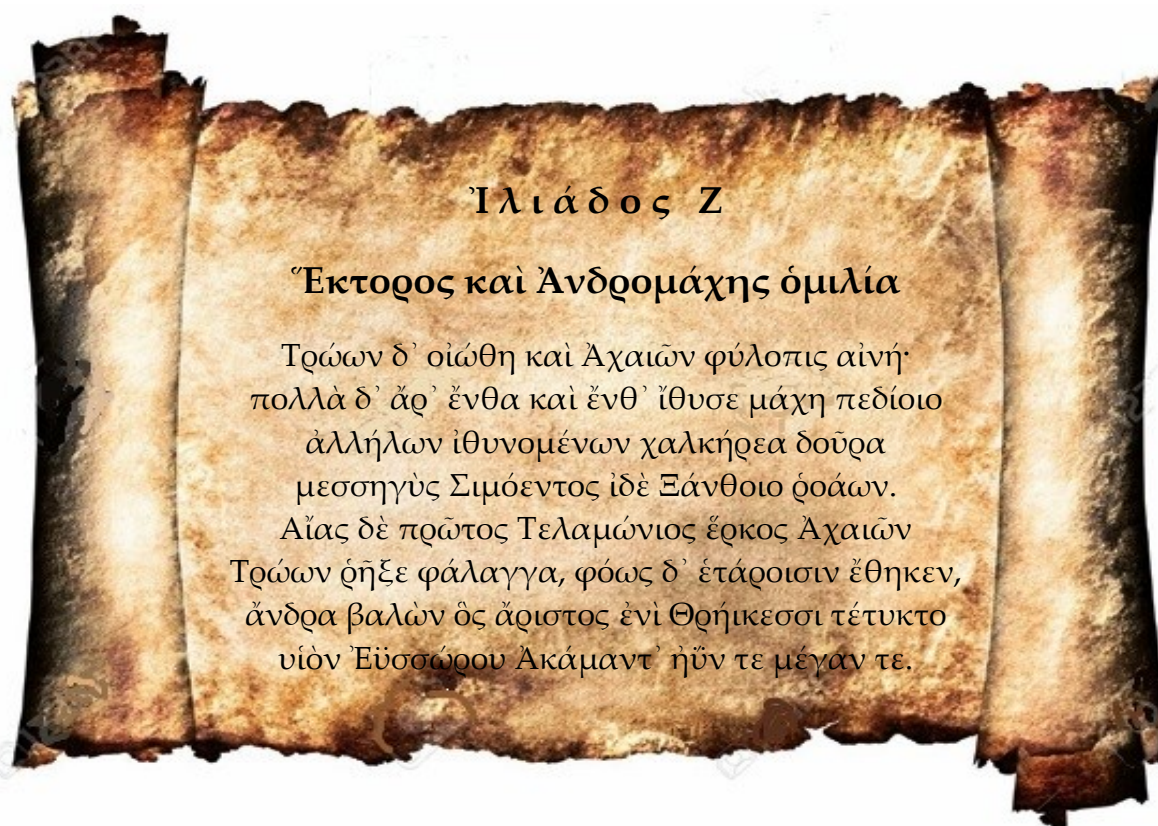 Ἰλιάδος Ζ
Ἕκτορος καὶ Ἀνδρομάχης ὁμιλία
Τρώων δ' οἰώθη καὶ Ἀχαιῶν φύλοπις αἰνή·
πολλὰ δ' ἄρ' ἔνθα καὶ ἔνθ' ἴθυσε μάχη πεδίοιο
ἀλλήλων ἰθυνομένων χαλκήρεα δοῦρα
μεσσηγὺς Σιμόεντος ἰδὲ Ξάνθοιο ῥοάων.
Αἴας δὲ πρῶτος Τελαμώνιος ἕρκος Ἀχαιῶν
Τρώων ῥῆξε φάλαγγα, φόως δ' ἑτάροισιν ἔθηκεν,
ἄνδρα βαλὼν ὃς ἄριστος ἐνὶ Θρήικεσσι τέτυκτο
υἱὸν Ἐϋσσώρου Ἀκάμαντ' ἠΰν τε μέγαν τε.